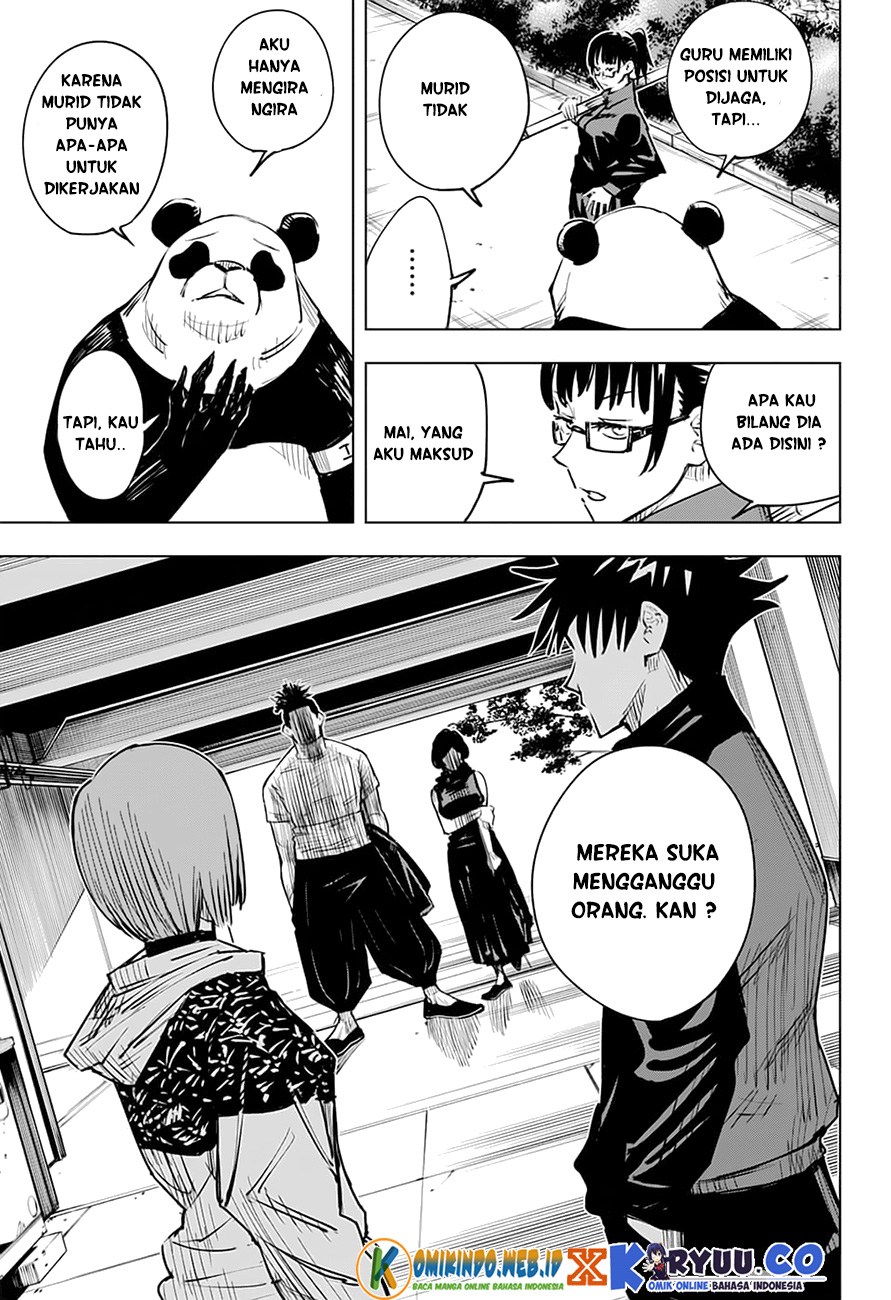 GURU MEMILIKI
POSISI UNTUK
DIJAGA,
TAPI...
MURID
TIDAK
......
AKU
HANYA
MENGIRA
NGIRA
KARENA
MURID TIDAK
PUNYA
APA-APA
UNTUK
DIKERJAKAN
APA KAU
BILANG DIA
ADA DISINI ?
MAI, YANG
AKU MAKSUD
TAPI, KAU
TAHU..
MEREKA SUKA
MENGGANGGU
ORANG. KAN ?
KOMIKINDO.WEB.ID
BACA MANGA ONLINE BAHASA INDONESIA
X
KIRYUU.CO
KOMIK ONLINE BAHASA INDONESIA